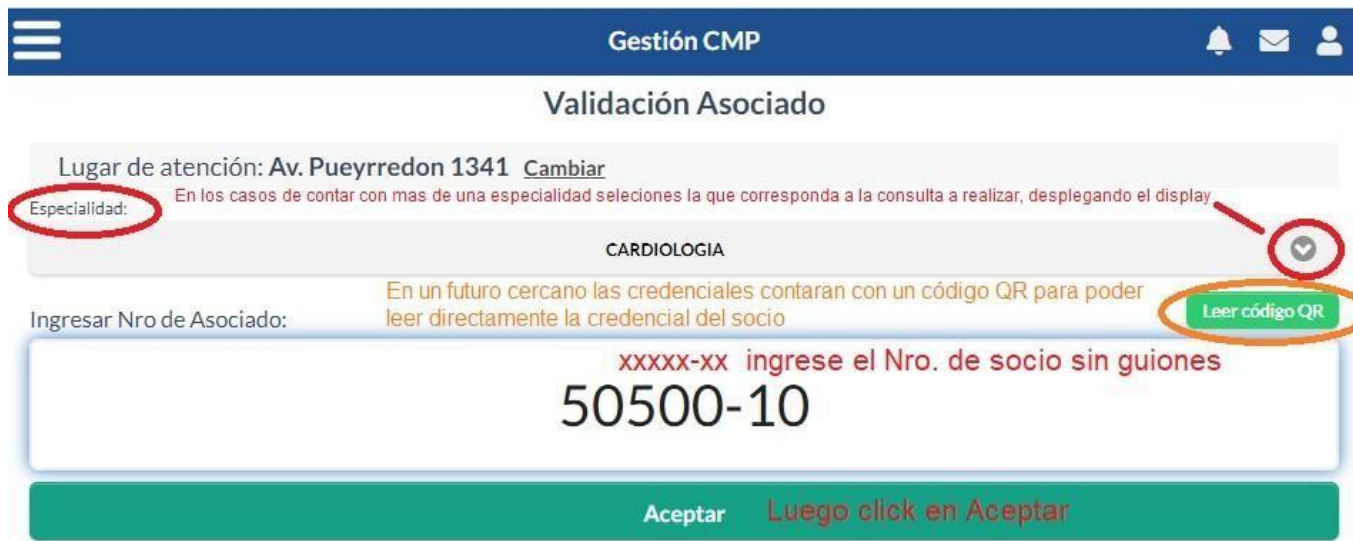 Gestión CMP
Validación Asociado
Lugar de atención: Av. Pueyrredon 1341 Cambiar
En los casos de contar con mas de una especialidad seleciones la que corresponda a la consulta a realizar, desplegando el display
Especialidad:
CARDIOLOGIA
En un futuro cercano las credenciales contaran con un código QR para poder
leer directamente la credencial del socio
Ingresar Nro de Asociado:
Leer código QR
xxxxx-xx ingrese el Nro. de socio sin guiones
50500-10
Aceptar Luego click en Aceptar